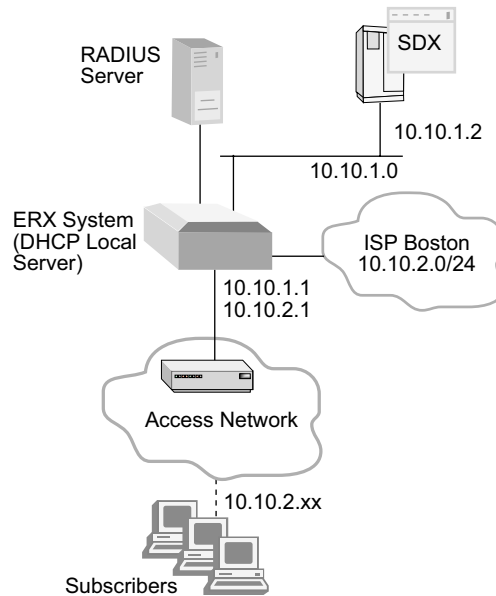 RADIUS
Server
SDX
10.10.1.2
10.10.1.0
ERX System
(DHCP Local
Server)
ISP Boston
10.10.2.0/24
10.10.1.1
10.10.2.1
Access Network
10.10.2.xx
Subscribers